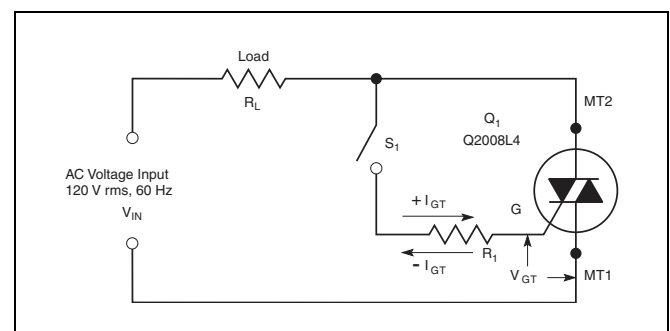 Load
R_L
MT2
Q_1
Q2008L4
S_1
AC Voltage Input
120 V rms, 60 Hz
V_IN
+ I_GT
G
R_1
- I_GT
V_GT
MT1